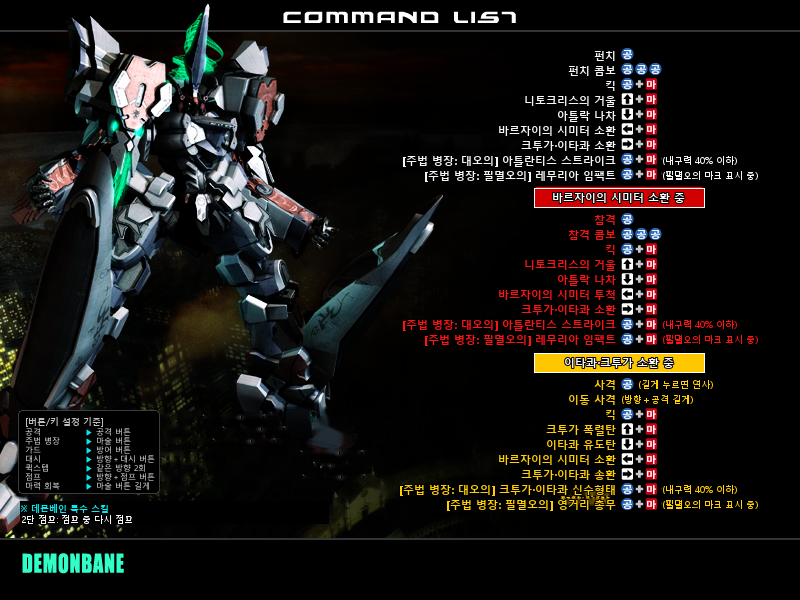 COMMAND LIST
펀치 공
펀치 콤보 공 공 공
킥 공 + 마
니토크리스의 거울 ↑ + 마
아틀락 나차 ↓ + 마
바르자이의 시미터 소환 ← + 마
크투가·이타콰 소환 → + 마
[주법 병장: 대오의] 아틀란티스 스트라이크 공 + 마 (내구력 40% 이하)
[주법 병장: 필멸오의] 레무리아 임팩트 공 + 마 (필멸오의 마크 표시 중)
바르자이의 시미터 소환 중
참격 공
참격 콤보 공 공 공
킥 공 + 마
니토크리스의 거울 ↑ + 마
아틀락 나차 ↓ + 마
바르자이의 시미터 투척 ← + 마
크투가·이타콰 소환 → + 마
[주법 병장: 대오의] 아틀란티스 스트라이크 공 + 마 (내구력 40% 이하)
[주법 병장: 필멸오의] 레무리아 임팩트 공 + 마 (필멸오의 마크 표시 중)
이타콰·크투가 소환 중
사격 공 (길게 누르면 연사)
이동 사격 (방향 + 공격 길게)
킥 공 + 마
크투가 폭렬탄 ↑ + 마
이타콰 유도탄 ↓ + 마
바르자이의 시미터 소환 ← + 마
크투가·이타콰 송환 → + 마
[주법 병장: 대오의] 크투가·이타콰 신수형태 공 + 마 (내구력 40% 이하)
[주법 병장: 필멸오의] 영거리 총무 공 + 마 (필멸오의 마크 표시 중)
[버튼/키 설정 기준]
공격 ▶ 공격 버튼
주법 병장 ▶ 마술 버튼
가드 ▶ 방어 버튼
대시 ▶ 방향 + 대시 버튼
퀵스텝 ▶ 같은 방향 2회
점프 ▶ 방향 + 점프 버튼
마력 회복 ▶ 마술 버튼 길게
※ 데몬베인 특수 스킬
2단 점프: 점프 중 다시 점프
DEMONBANE